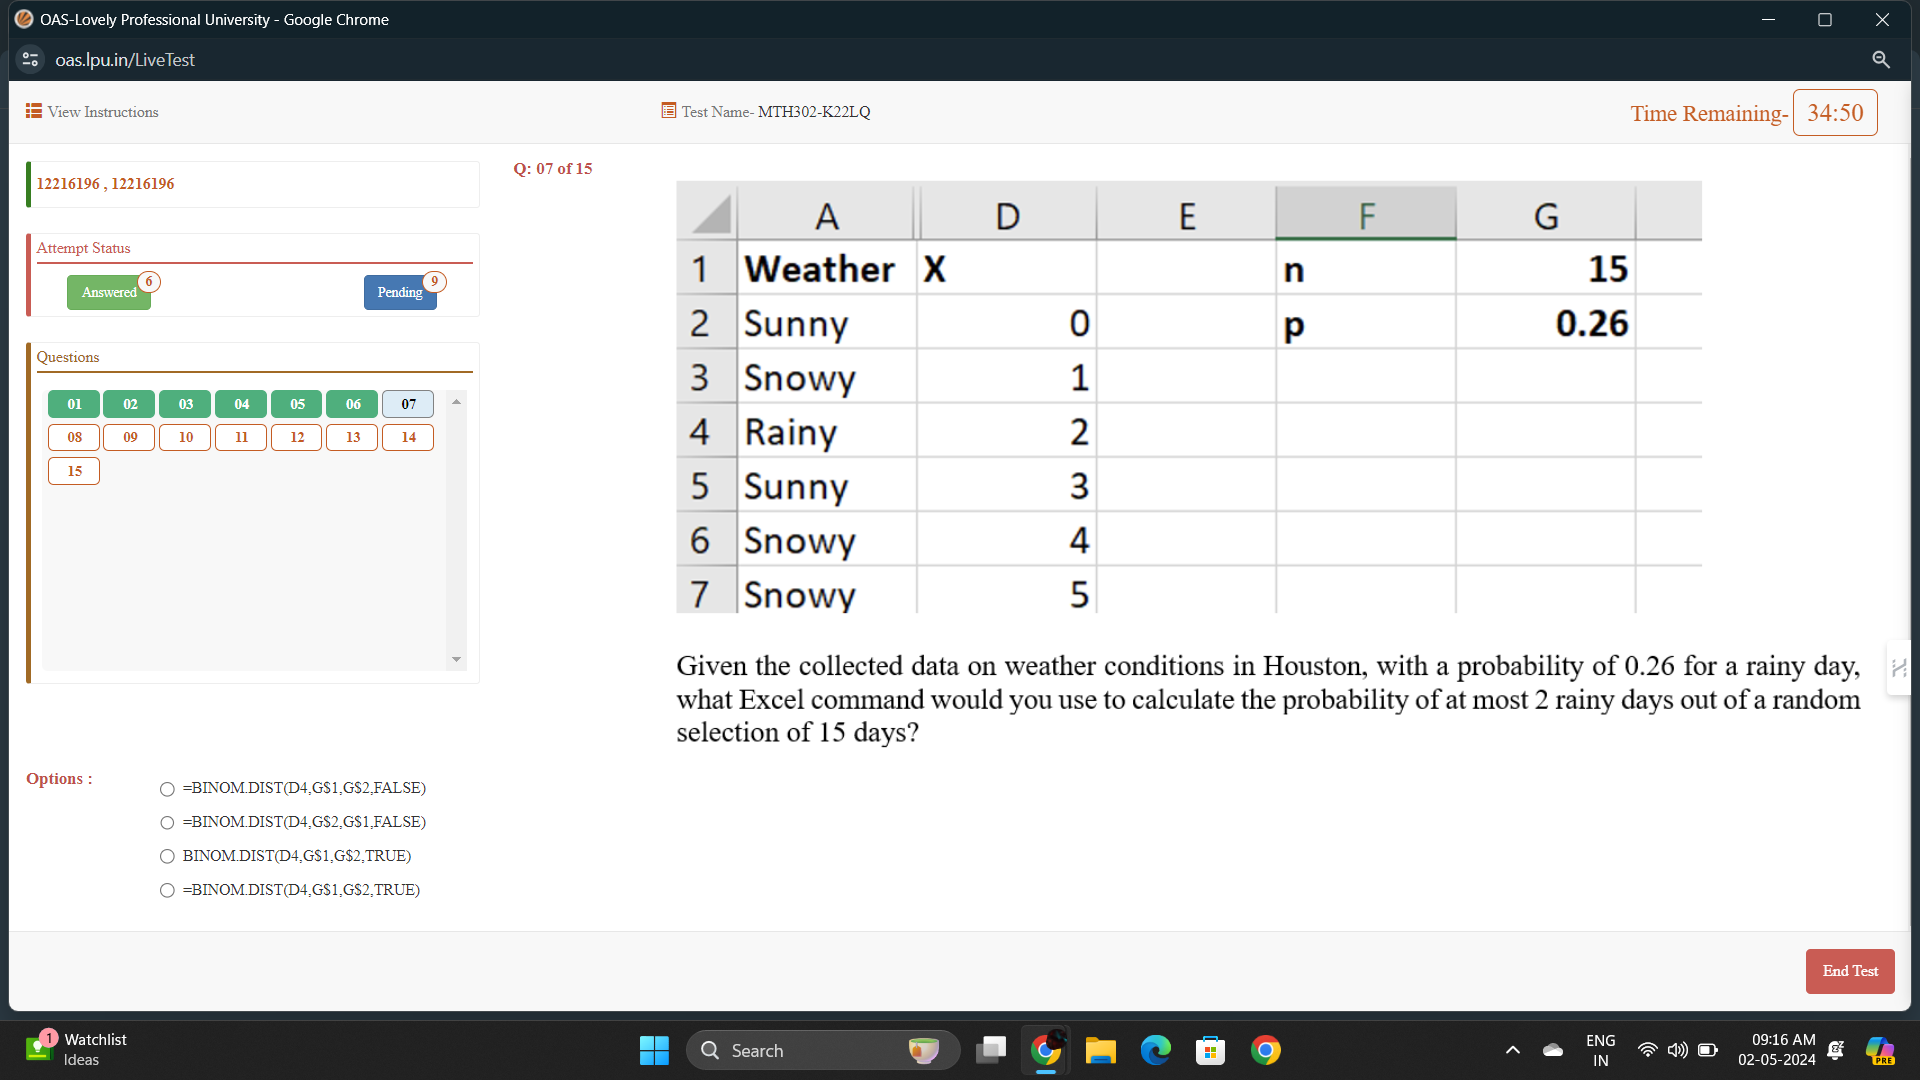 OAS-Lovely Professional University - Google Chrome
oas.lpu.in/LiveTest
View Instructions
Test Name- MTH302-K22LQ
Time Remaining- 34:50
12216196 , 12216196
Q: 07 of 15
Attempt Status
Answered 6
Pending 9
Questions
01 02 03 04 05 06 07
08 09 10 11 12 13 14
15
A D E F G
1 Weather X n 15
2 Sunny 0 p 0.26
3 Snowy 1
4 Rainy 2
5 Sunny 3
6 Snowy 4
7 Snowy 5
Given the collected data on weather conditions in Houston, with a probability of 0.26 for a rainy day,
what Excel command would you use to calculate the probability of at most 2 rainy days out of a random
selection of 15 days?
Options :
=BINOM.DIST(D4,G$1,G$2,FALSE)
=BINOM.DIST(D4,G$2,G$1,FALSE)
BINOM.DIST(D4,G$1,G$2,TRUE)
=BINOM.DIST(D4,G$1,G$2,TRUE)
End Test
1 Watchlist
Ideas
Search
ENG
IN
09:16 AM
02-05-2024
PRE